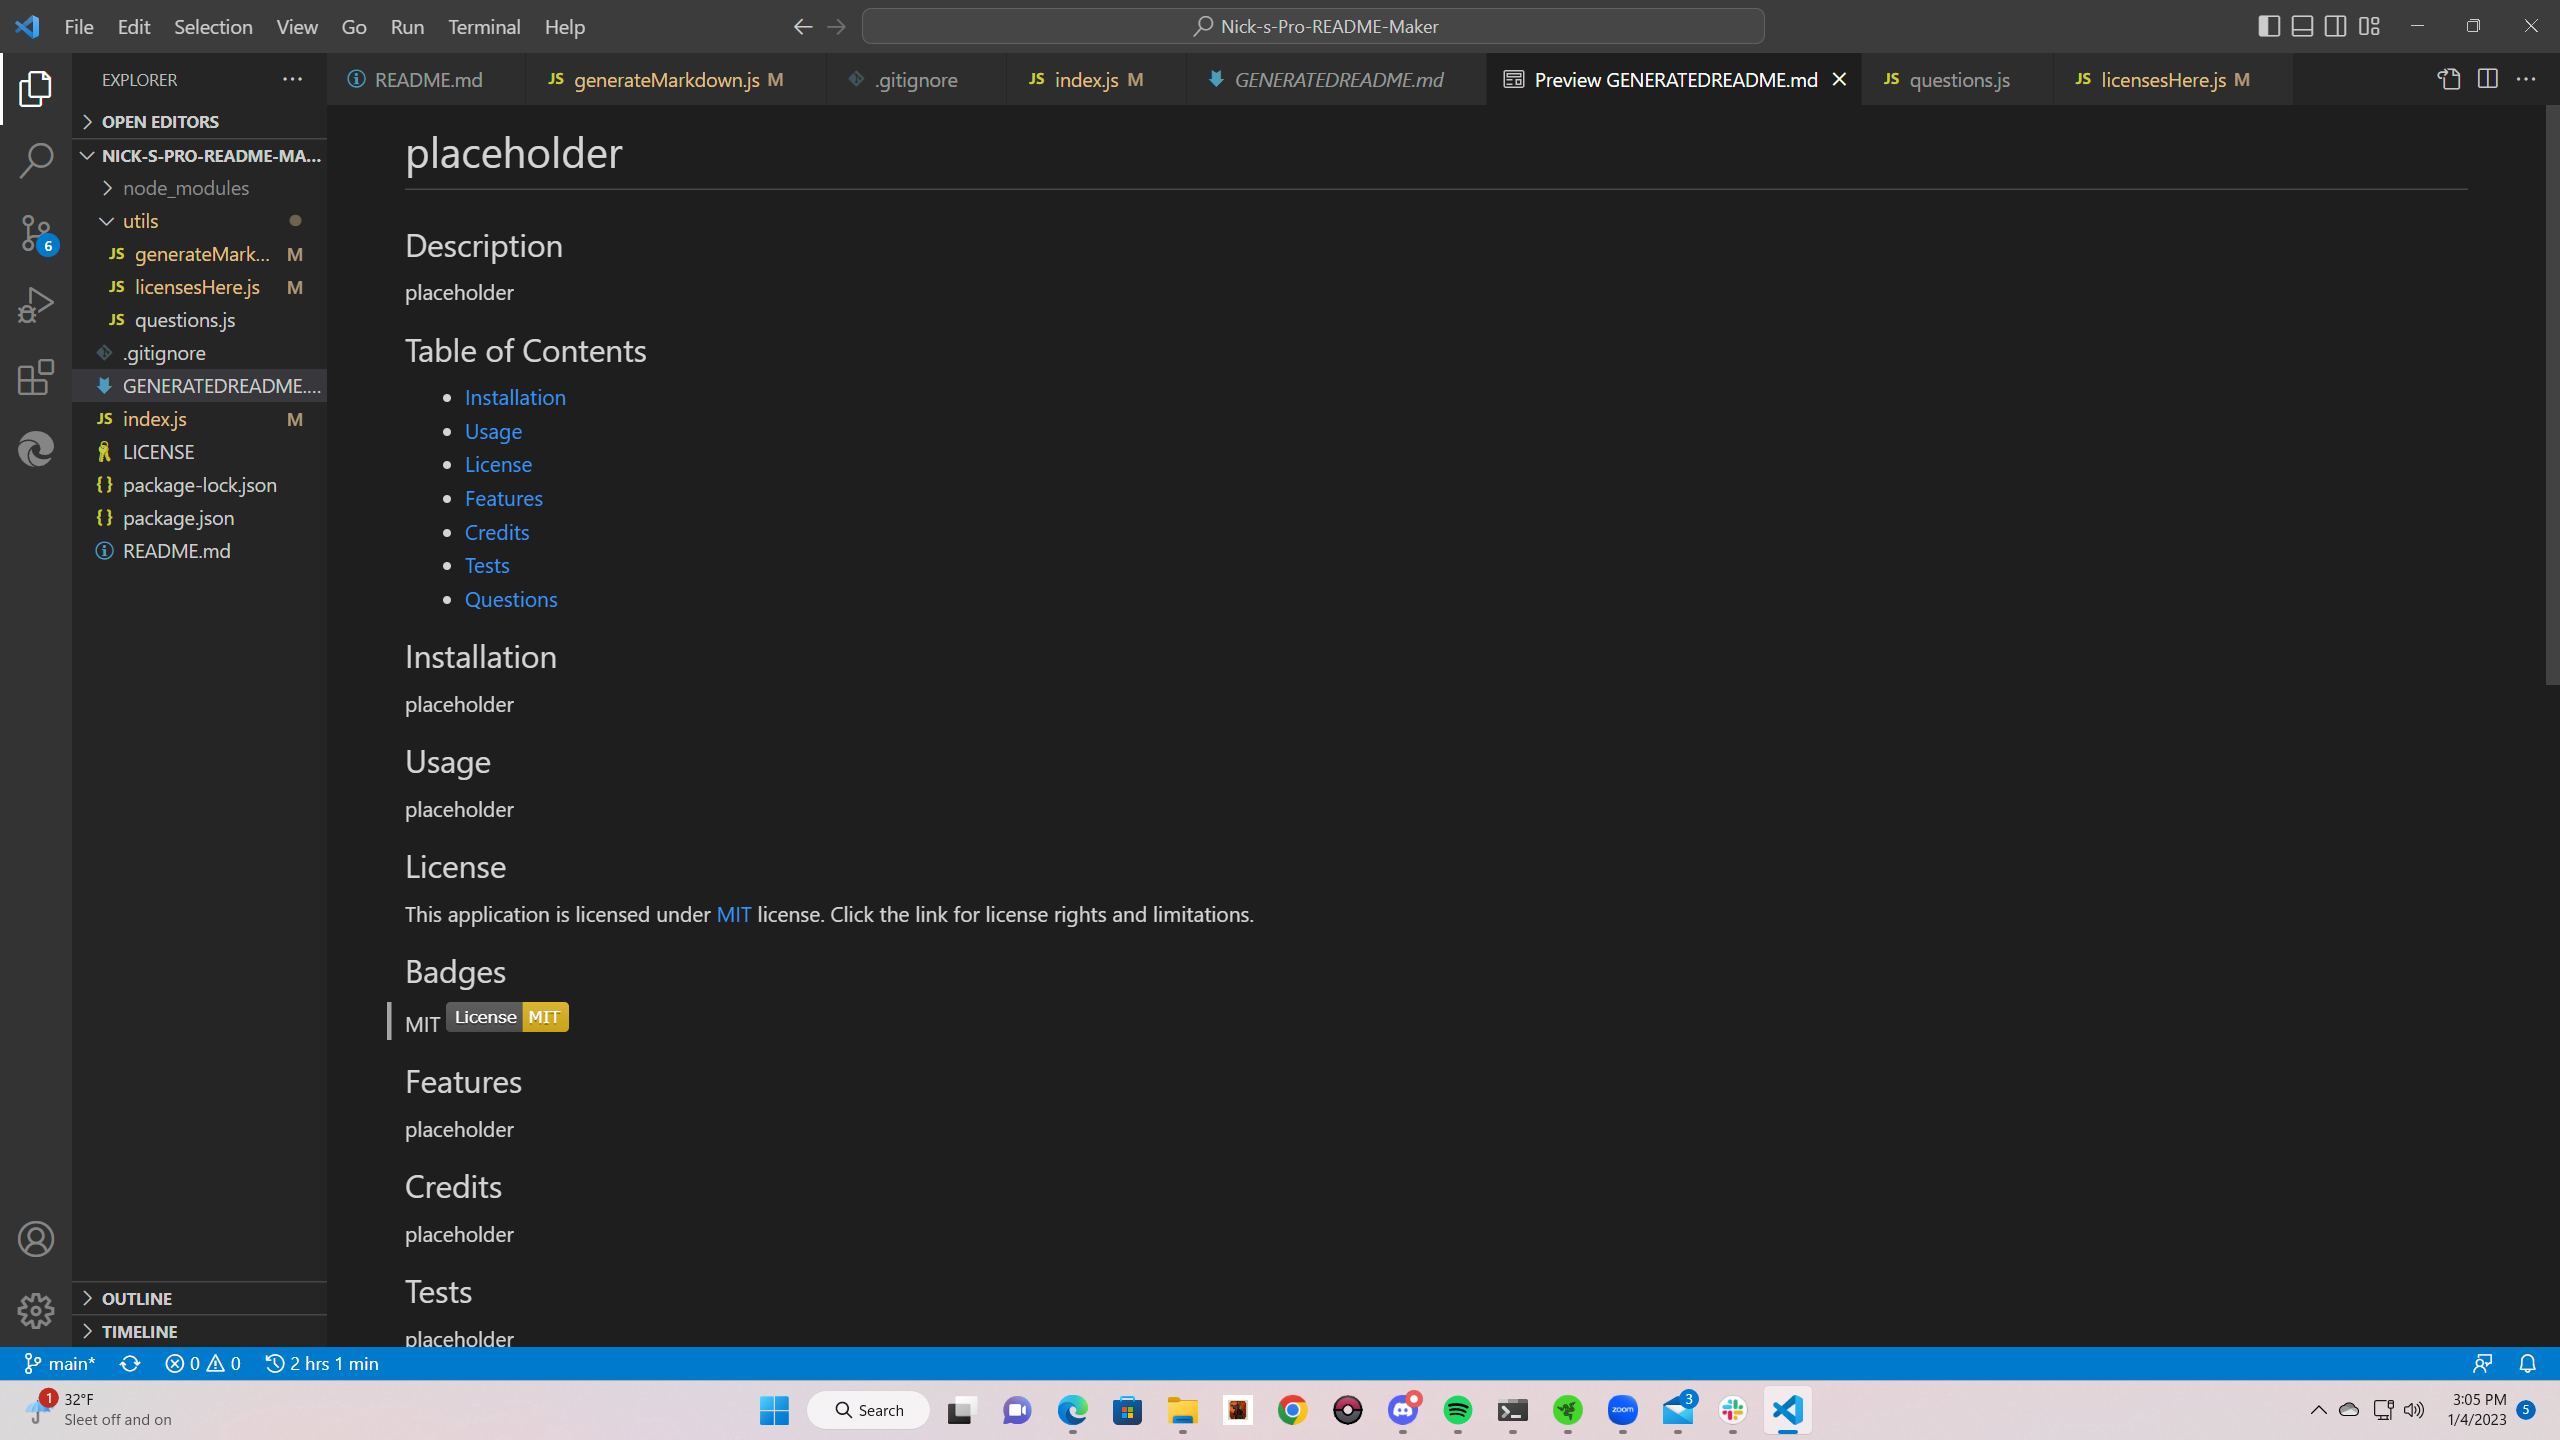 File Edit Selection View Go Run Terminal Help
Nick-s-Pro-README-Maker
EXPLORER
README.md
JS generateMarkdown.js M
.gitignore
JS index.js M
GENERATEDREADME.md
Preview GENERATEDREADME.md
JS questions.js
JS licensesHere.js M
OPEN EDITORS
NICK-S-PRO-README-MA...
node_modules
utils
JS generateMark... M
JS licensesHere.js M
JS questions.js
.gitignore
GENERATEDREADME....
JS index.js M
LICENSE
{} package-lock.json
{} package.json
README.md
OUTLINE
TIMELINE
6
placeholder
Description
placeholder
Table of Contents
Installation
Usage
License
Features
Credits
Tests
Questions
Installation
placeholder
Usage
placeholder
License
This application is licensed under MIT license. Click the link for license rights and limitations.
Badges
MIT License MIT
Features
placeholder
Credits
placeholder
Tests
placeholder
main* 0 0 2 hrs 1 min
1
32°F
Sleet off and on
Search
zoom
3
3:05 PM
1/4/2023
5